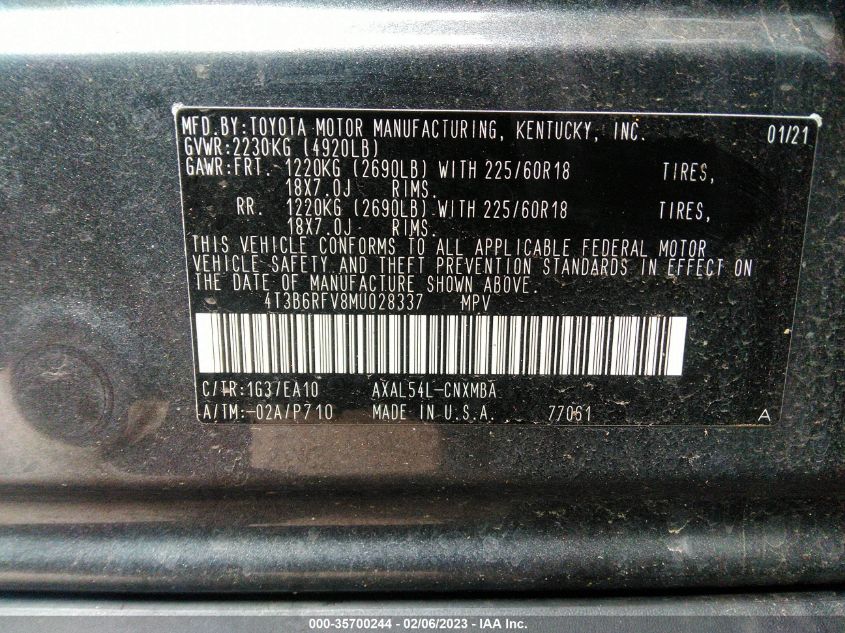 MFD.BY:TOYOTA MOTOR MANUFACTURING, KENTUCKY, INC. 01/21
GVWR:2230KG (4920LB)
GAWR:FRT. 1220KG (2690LB) WITH 225/60R18 TIRES,
18X7.0J RIMS.
RR. 1220KG (2690LB) WITH 225/60R18 TIRES,
18X7.0J RIMS.
THIS VEHICLE CONFORMS TO ALL APPLICABLE FEDERAL MOTOR
VEHICLE SAFETY AND THEFT PREVENTION STANDARDS IN EFFECT ON
THE DATE OF MANUFACTURE SHOWN ABOVE.
4T3B6RFV8MU028337 MPV
C/TR:1G37EA10 AXAL54L-CNXMBA
A/TM:-02A/P710 MADE IN U.S.A. 77061 A
000-35700244 - 02/06/2023 - IAA Inc.